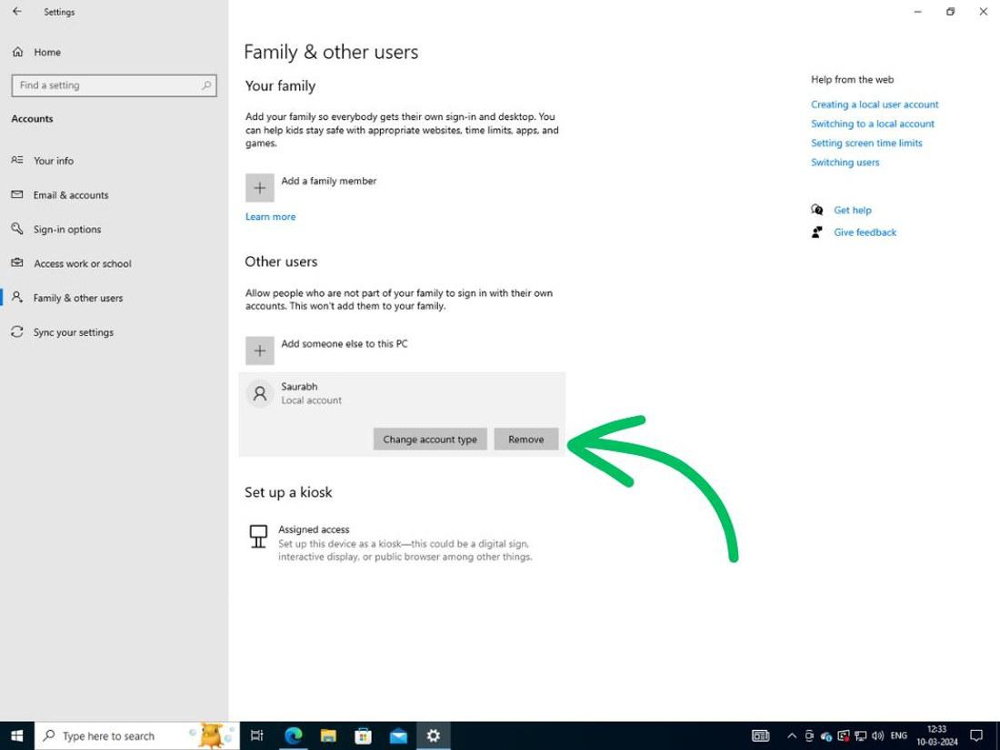 Settings
Home
Find a setting
Accounts
Your info
Email & accounts
Sign-in options
Access work or school
Family & other users
Sync your settings
Family & other users
Your family
Add your family so everybody gets their own sign-in and desktop. You
can help kids stay safe with appropriate websites, time limits, apps, and
games.
Add a family member
Learn more
Other users
Allow people who are not part of your family to sign in with their own
accounts. This won't add them to your family.
Add someone else to this PC
Saurabh
Local account
Change account type
Remove
Set up a kiosk
Assigned access
Set up this device as a kiosk—this could be a digital sign,
interactive display, or public browser among other things.
Help from the web
Creating a local user account
Switching to a local account
Setting screen time limits
Switching users
Get help
Give feedback
Type here to search
ENG
12:33
10-03-2024